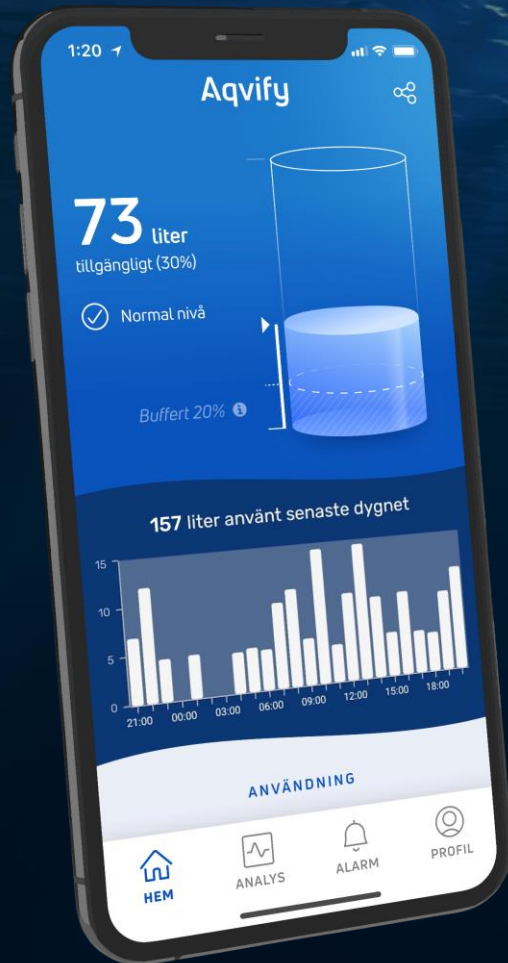 1:20
Aqvify
73 liter
tillgängligt (30%)
Normal nivå
Buffert 20%
157 liter använt senaste dygnet
15
10
5
0
21:00 00:00 03:00 06:00 09:00 12:00 15:00 18:00
ANVÄNDNING
HEM ANALYS ALARM PROFIL